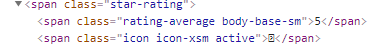 ▼<span class="star-rating">
<span class="rating-average body-base-sm">5</span>
<span class="icon icon-xsm active"></span>